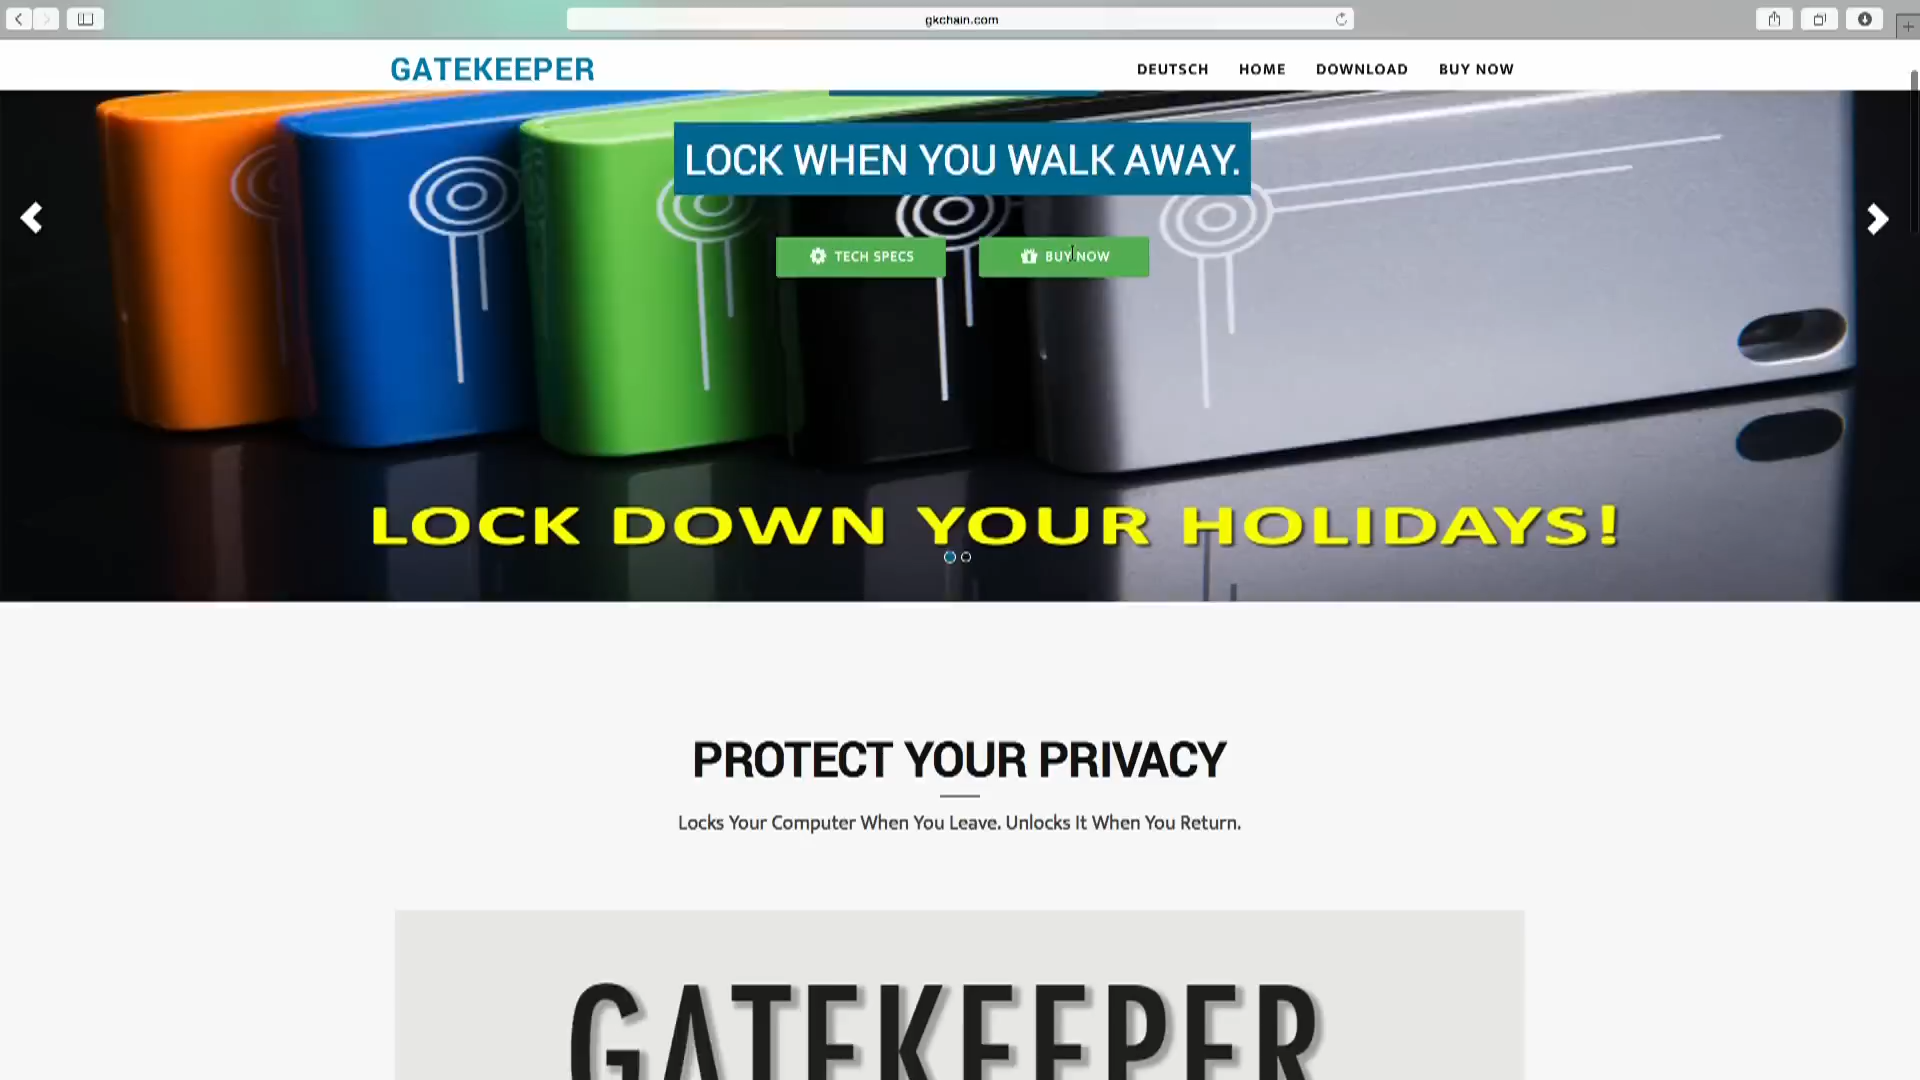 gkchain.com
GATEKEEPER
DEUTSCH HOME DOWNLOAD BUY NOW
LOCK WHEN YOU WALK AWAY.
TECH SPECS BUY NOW
LOCK DOWN YOUR HOLIDAYS!
PROTECT YOUR PRIVACY
Locks Your Computer When You Leave. Unlocks It When You Return.
GATEKEEPER